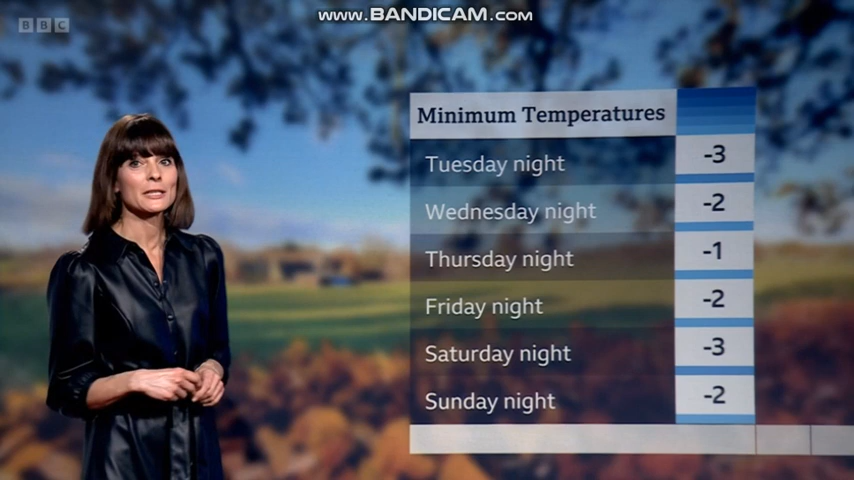 BBC
www.BANDICAM.com
Minimum Temperatures
Tuesday night -3
Wednesday night -2
Thursday night -1
Friday night -2
Saturday night -3
Sunday night -2